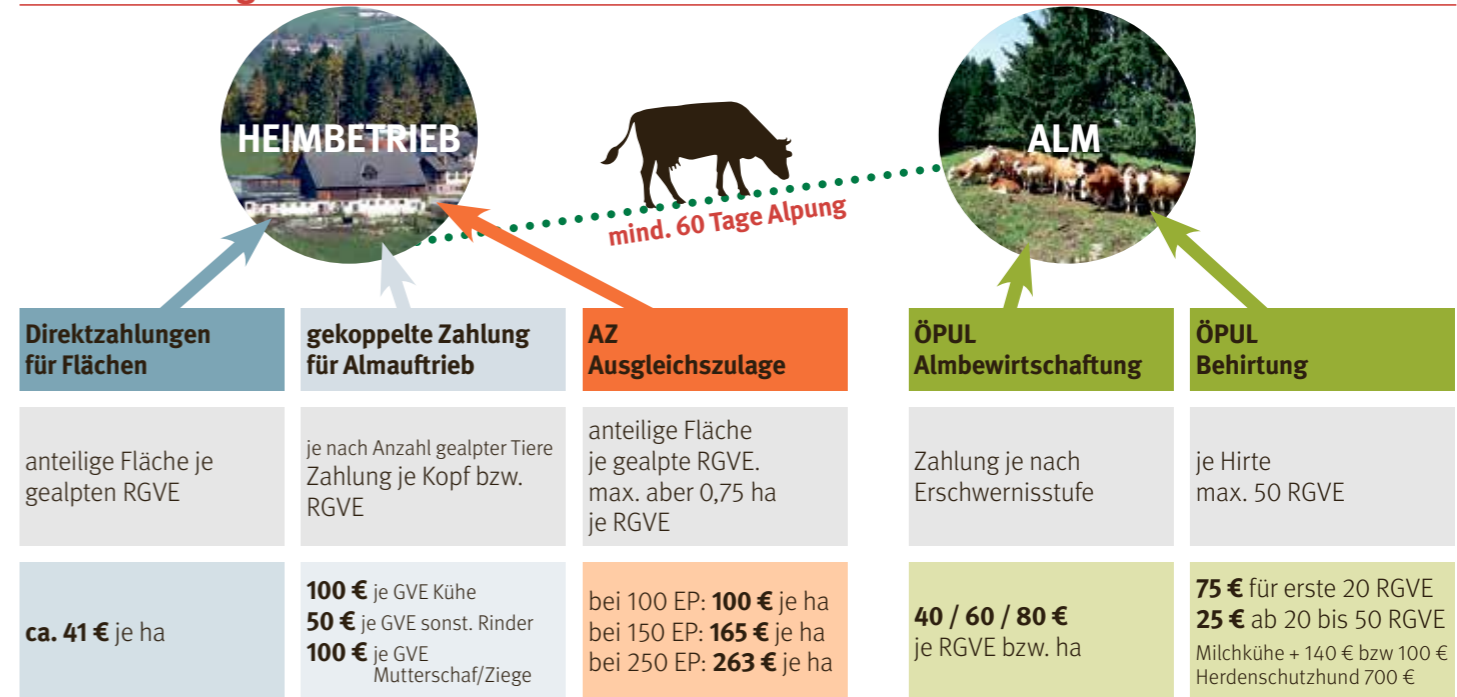 HEIMBETRIEB
ALM
mind. 60 Tage Alpung
Direktzahlungen
für Flächen
anteilige Fläche je
gealpten RGVE
ca. 41 € je ha
gekoppelte Zahlung
für Almauftrieb
je nach Anzahl gealpter Tiere
Zahlung je Kopf bzw.
RGVE
100 € je GVE Kühe
50 € je GVE sonst. Rinder
100 € je GVE
Mutterschaf/Ziege
AZ
Ausgleichszulage
anteilige Fläche
je gealpte RGVE.
max. aber 0,75 ha
je RGVE
bei 100 EP: 100 € je ha
bei 150 EP: 165 € je ha
bei 250 EP: 263 € je ha
ÖPUL
Almbewirtschaftung
Zahlung je nach
Erschwernisstufe
40 / 60 / 80 €
je RGVE bzw. ha
ÖPUL
Behirtung
je Hirte
max. 50 RGVE
75 € für erste 20 RGVE
25 € ab 20 bis 50 RGVE
Milchkühe + 140 € bzw 100 €
Herdenschutzhund 700 €